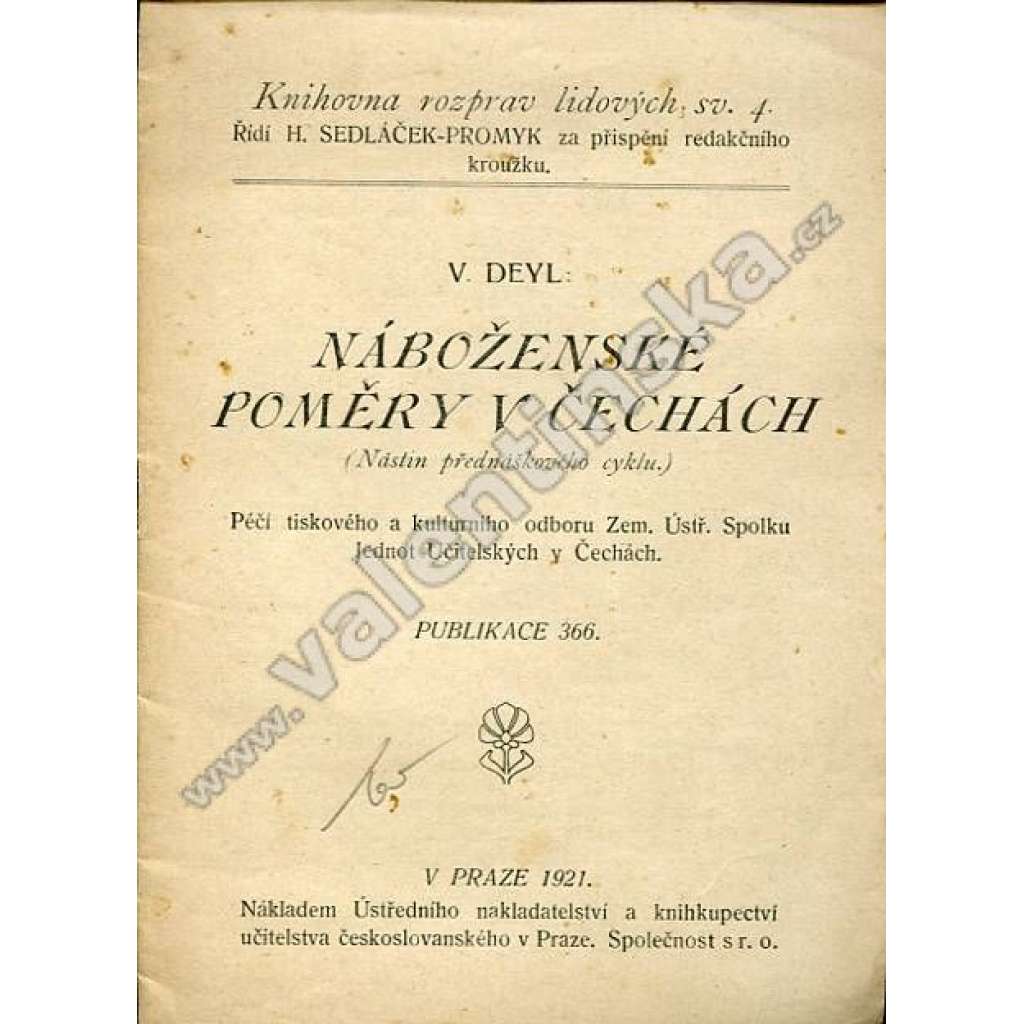 Knihovna rozprav lidových, sv. 4.
Řídí H. SEDLÁČEK-PROMYK za přispění redakčního
kroužku.
V. DEYL:
NÁBOŽENSKÉ
POMĚRY V ČECHÁCH
(Nástin přednáškového cyklu.)
Péčí tiskového a kulturního odboru Zem. Ústř. Spolku
Jednot Učitelských v Čechách.
PUBLIKACE 366.
V PRAZE 1921.
Nákladem Ústředního nakladatelství a knihkupectví
učitelstva českoslovanského v Praze. Společnost s r. o.
www.valentinska.cz